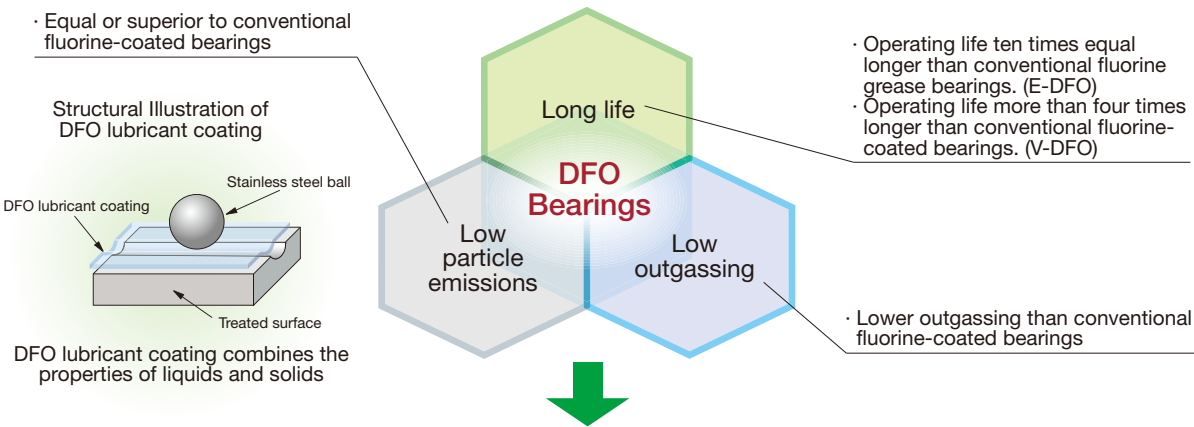 · Equal or superior to conventional
fluorine-coated bearings
Structural Illustration of
DFO lubricant coating
Stainless steel ball
DFO lubricant coating
Treated surface
DFO lubricant coating combines the
properties of liquids and solids
Long life
DFO
Bearings
Low
particle
emissions
Low
outgassing
· Operating life ten times equal
longer than conventional fluorine
grease bearings. (E-DFO)
· Operating life more than four times
longer than conventional fluorine-
coated bearings. (V-DFO)
· Lower outgassing than conventional
fluorine-coated bearings